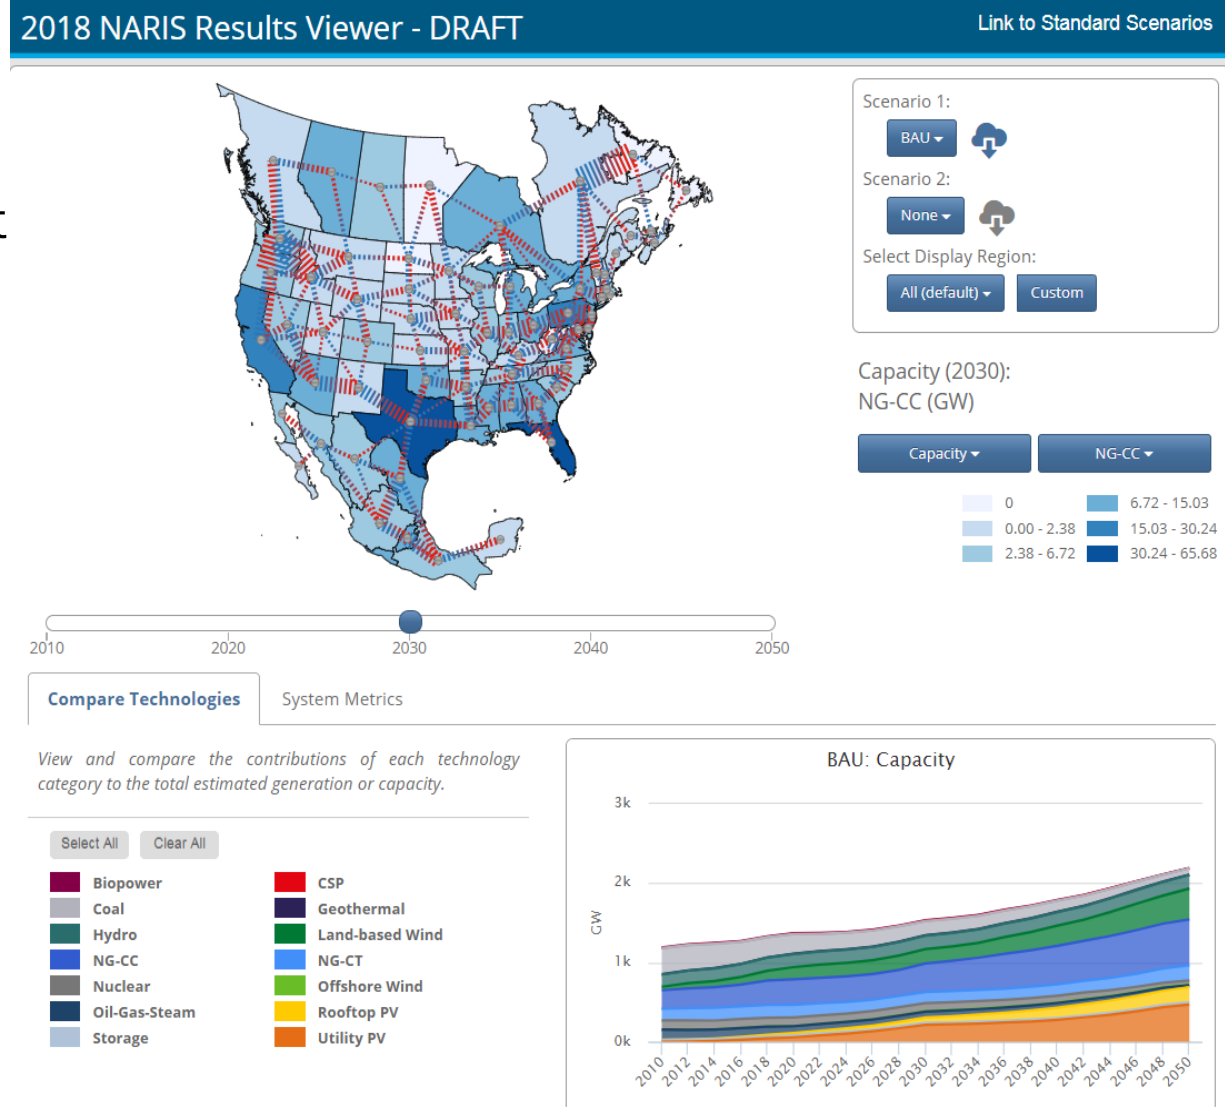 2018 NARIS Results Viewer - DRAFT
Link to Standard Scenarios
t
Scenario 1:
BAU
Scenario 2:
None
Select Display Region:
All (default)
Custom
Capacity (2030):
NG-CC (GW)
Capacity
NG-CC
0
6.72 - 15.03
0.00 - 2.38
15.03 - 30.24
2.38 - 6.72
30.24 - 65.68
2010
2020
2030
2040
2050
Compare Technologies
System Metrics
View and compare the contributions of each technology
category to the total estimated generation or capacity.
Select All
Clear All
Biopower
CSP
Coal
Geothermal
Hydro
Land-based Wind
NG-CC
NG-CT
Nuclear
Offshore Wind
Oil-Gas-Steam
Rooftop PV
Storage
Utility PV
BAU: Capacity
3k
2k
GW
1k
0k
2010
2012
2014
2016
2018
2020
2022
2024
2026
2028
2030
2032
2034
2036
2038
2040
2042
2044
2046
2048
2050